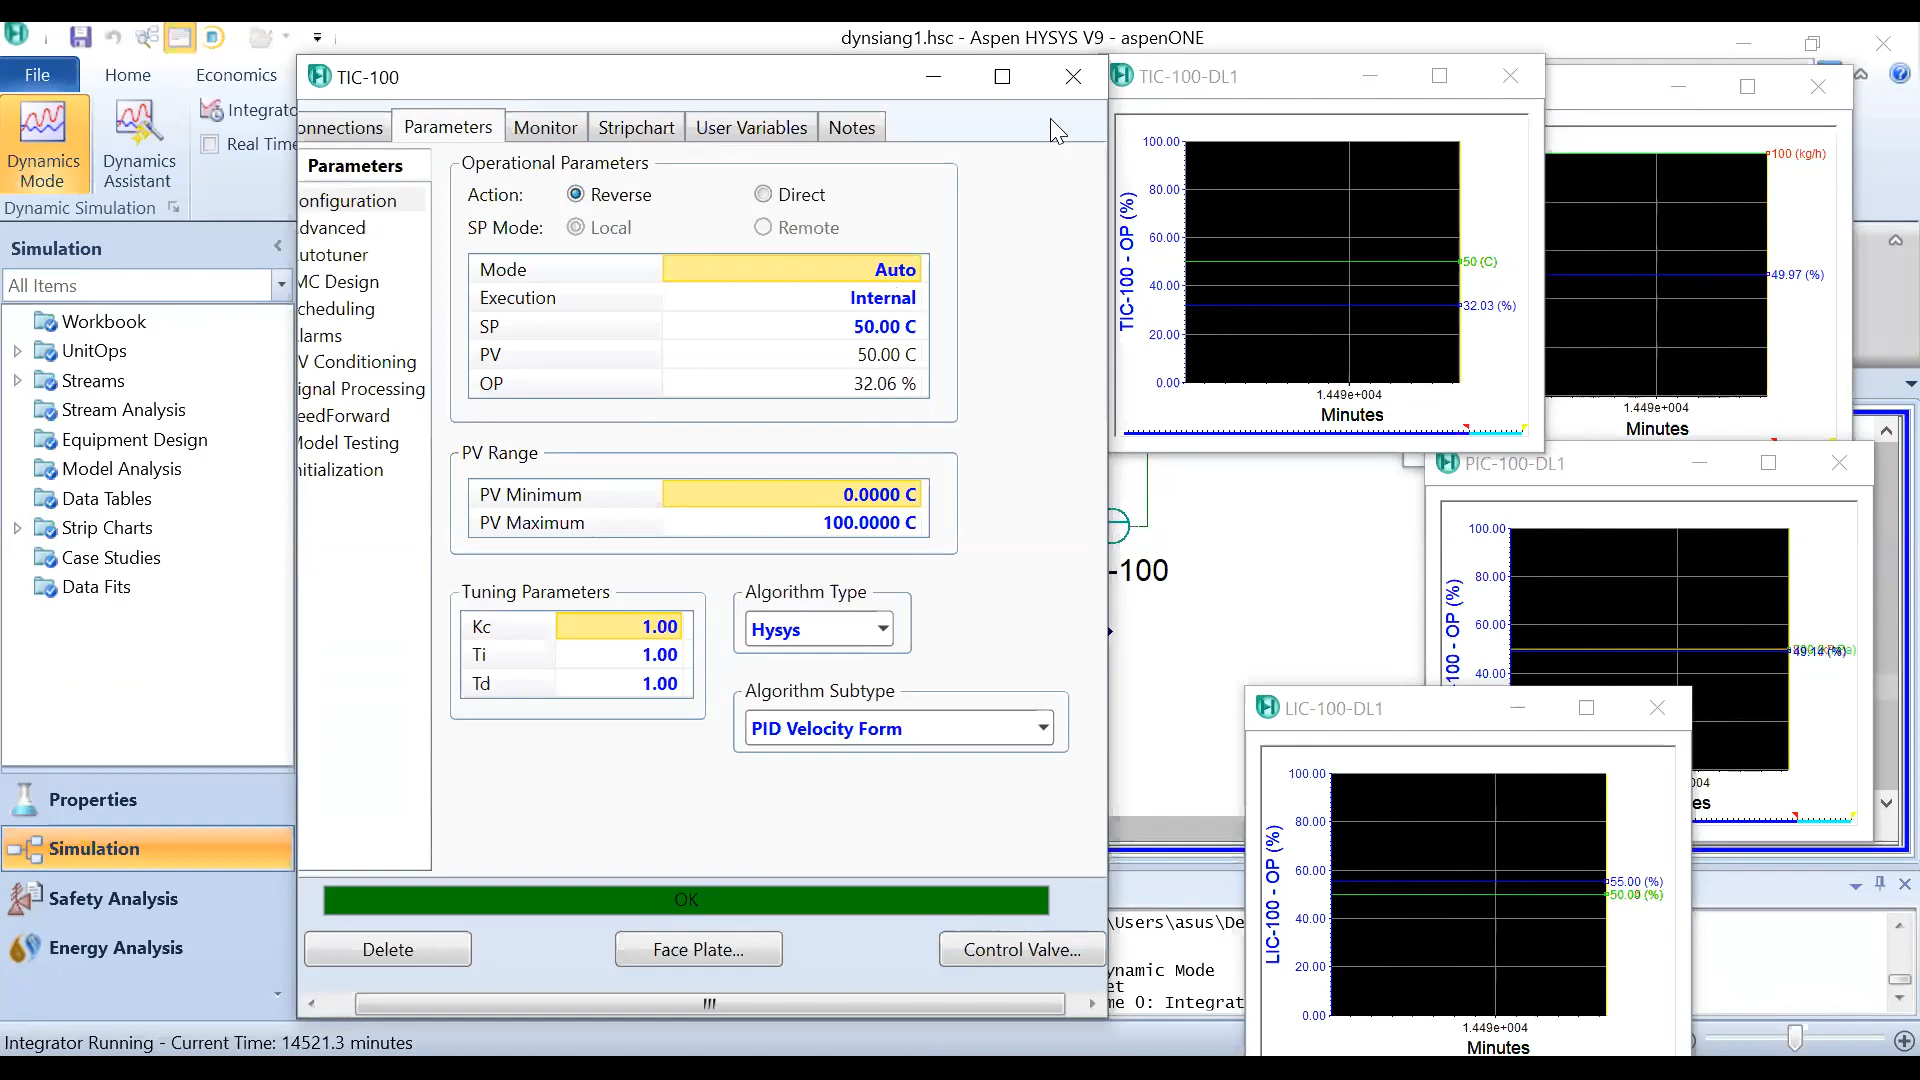 dynsiang1.hsc - Aspen HYSYS V9 - aspenONE
File
Home
Economics
Dynamics
Mode
Dynamics
Assistant
Integrato
Real Time
Dynamic Simulation
Simulation
All Items
Workbook
UnitOps
Streams
Stream Analysis
Equipment Design
Model Analysis
Data Tables
Strip Charts
Case Studies
Data Fits
Properties
Simulation
Safety Analysis
Energy Analysis
Integrator Running - Current Time: 14521.3 minutes
TIC-100
onnections
Parameters
Monitor
Stripchart
User Variables
Notes
Parameters
onfiguration
dvanced
utotuner
MC Design
cheduling
larms
V Conditioning
ignal Processing
eedForward
Model Testing
nitialization
Operational Parameters
Action:
Reverse
Direct
SP Mode:
Local
Remote
Mode
Auto
Execution
Internal
SP
50.00 C
PV
50.00 C
OP
32.06 %
PV Range
PV Minimum
0.0000 C
PV Maximum
100.0000 C
Tuning Parameters
Kc
1.00
Ti
1.00
Td
1.00
Algorithm Type
Hysys
Algorithm Subtype
PID Velocity Form
OK
Delete
Face Plate...
Control Valve...
TIC-100-DL1
TIC-100 - OP (%)
100.00
80.00
60.00
40.00
20.00
0.00
50 (C)
32.03 (%)
1.449e+004
Minutes
100 (kg/h)
49.97 (%)
1.449e+004
Minutes
-100
PIC-100-DL1
-100 - OP (%)
100.00
80.00
60.00
40.00
49.14 (%)
004
es
LIC-100-DL1
LIC-100 - OP (%)
100.00
80.00
60.00
40.00
20.00
0.00
55.00 (%)
50.00 (%)
1.449e+004
Minutes
\Users\asus\De
ynamic Mode
et
me 0: Integrat